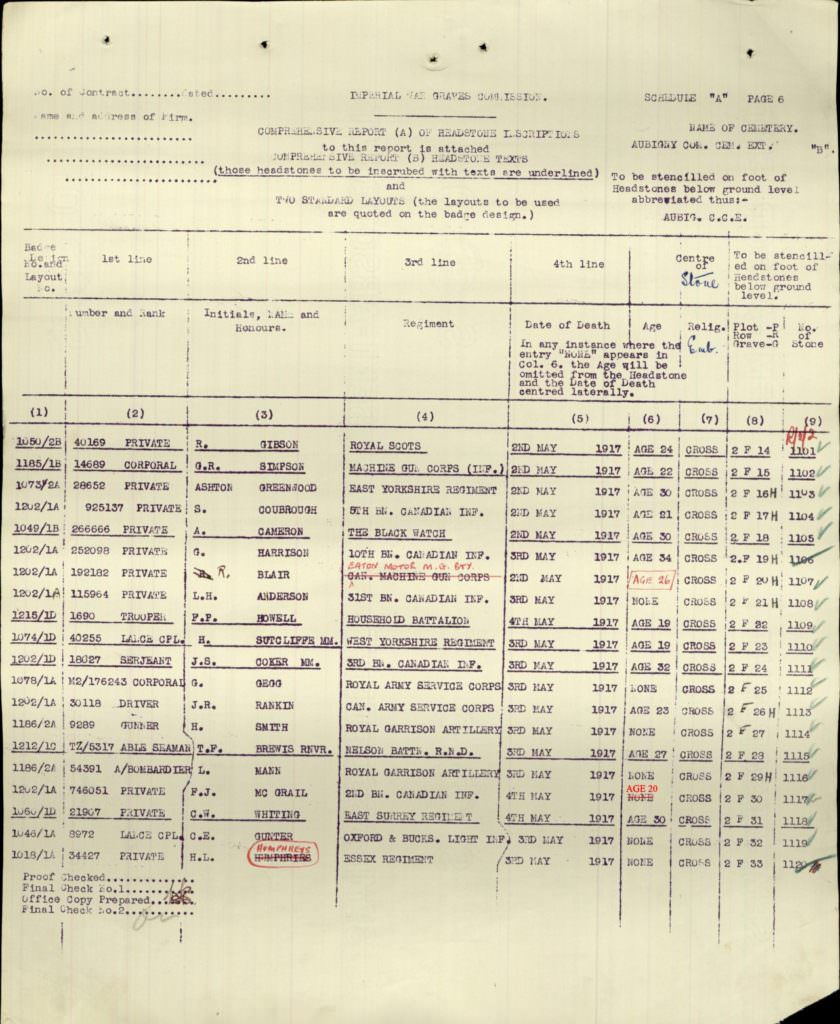 No. of Contract........dated.........
IMPERIAL WAR GRAVES COMMISSION.
SCHEDULE "A" PAGE 6
Name and address of Firm.
COMPREHENSIVE REPORT (A) OF HEADSTONE INSCRIPTIONS
to this report is attached
COMPREHENSIVE REPORT (B) HEADSTONE TEXTS
(those headstones to be inscrubed with texts are underlined)
and
TWO STANDARD LAYOUTS (the layouts to be used
are quoted on the badge design.)
NAME OF CEMETERY.
AUBIGNY COM. CEM. EXT. "B".
To be stencilled on foot of
Headstones below ground level
abbreviated thus:-
AUBIG. C.C.E.
Badge Design No. and Layout No. 1st line 2nd line 3rd line 4th line Centre of Stone To be stencill- ed on foot of Headstones below ground level.
Number and Rank Initials, NAME and Honours. Regiment Date of Death Age Relig. Emb. Plot -P Row -R Grave-G No. of Stone
In any instance where the
entry "NONE" appears in
Col. 6. the Age will be
omitted from the Headstone
and the Date of Death
centred laterally.
(1) (2) (3) (4) (5) (6) (7) (8) (9)
1050/2B 40169 PRIVATE R. GIBSON ROYAL SCOTS 2ND MAY 1917 AGE 24 CROSS 2 F 14 1101
1185/1B 14689 CORPORAL G.R. SIMPSON MACHINE GUN CORPS (INF.) 2ND MAY 1917 AGE 22 CROSS 2 F 15 1102
1073/2A 28652 PRIVATE ASHTON GREENWOOD EAST YORKSHIRE REGIMENT 2ND MAY 1917 AGE 30 CROSS 2 F 16 H 1103
1202/1A 925137 PRIVATE S. COUBROUGH 5TH BN. CANADIAN INF. 2ND MAY 1917 AGE 21 CROSS 2 F 17 H 1104
1049/1B 266666 PRIVATE A. CAMERON THE BLACK WATCH 2ND MAY 1917 AGE 30 CROSS 2 F 18 1105
1202/1A 252098 PRIVATE G. HARRISON 10TH BN. CANADIAN INF. 3RD MAY 1917 AGE 34 CROSS 2.F 19 H 1106
EATON MOTOR M.G. BTY.
1202/1A 192182 PRIVATE R. BLAIR CAN. MACHINE GUN CORPS 2ND MAY 1917 AGE 26 CROSS 2 F 20 H 1107
1202/1A 115964 PRIVATE L.H. ANDERSON 31ST BN. CANADIAN INF. 3RD MAY 1917 NONE CROSS 2 F 21 H 1108
1215/1D 1690 TROOPER F.P. HOWELL HOUSEHOLD BATTALION 4TH MAY 1917 AGE 19 CROSS 2 F 22 1109
1074/1D 40255 LANCE CPL. H. SUTCLIFFE MM. WEST YORKSHIRE REGIMENT 3RD MAY 1917 AGE 19 CROSS 2 F 23 1110
1202/1D 18027 SERJEANT J.S. COKER MM. 3RD BN. CANADIAN INF. 3RD MAY 1917 AGE 32 CROSS 2 F 24 1111
1078/1A M2/176243 CORPORAL G. GEGG ROYAL ARMY SERVICE CORPS 3RD MAY 1917 NONE CROSS 2 F 25 1112
1202/1A 30118 DRIVER J.R. RANKIN CAN. ARMY SERVICE CORPS 3RD MAY 1917 AGE 23 CROSS 2 F 26 H 1113
1186/2A 9289 GUNNER H. SMITH ROYAL GARRISON ARTILLERY 3RD MAY 1917 NONE CROSS 2 F 27 1114
1212/1C TZ/5317 ABLE SEAMAN T.F. BREWIS RNVR. NELSON BATTN. R.N.D. 3RD MAY 1917 AGE 27 CROSS 2 F 28 1115
1186/2A 54391 A/BOMBARDIER L. MANN ROYAL GARRISON ARTILLERY 3RD MAY 1917 NONE CROSS 2 F 29 H 1116
AGE 20
1202/1A 746051 PRIVATE F.J. MC GRAIL 2ND BN. CANADIAN INF. 4TH MAY 1917 NONE CROSS 2 F 30 1117
1060/1D 21907 PRIVATE C.W. WHITING EAST SURREY REGIMENT 4TH MAY 1917 AGE 30 CROSS 2 F 31 1118
1046/1A 8972 LANCE CPL. C.E. GUNTER OXFORD & BUCKS. LIGHT INF. 3RD MAY 1917 NONE CROSS 2 F 32 1119
HUMPHREYS
1018/1A 34427 PRIVATE H.L. HUMPHRIES ESSEX REGIMENT 3RD MAY 1917 NONE CROSS 2 F 33 1120
Proof Checked............
Final Check No.1.........
Office Copy Prepared.....
Final Check No.2.........